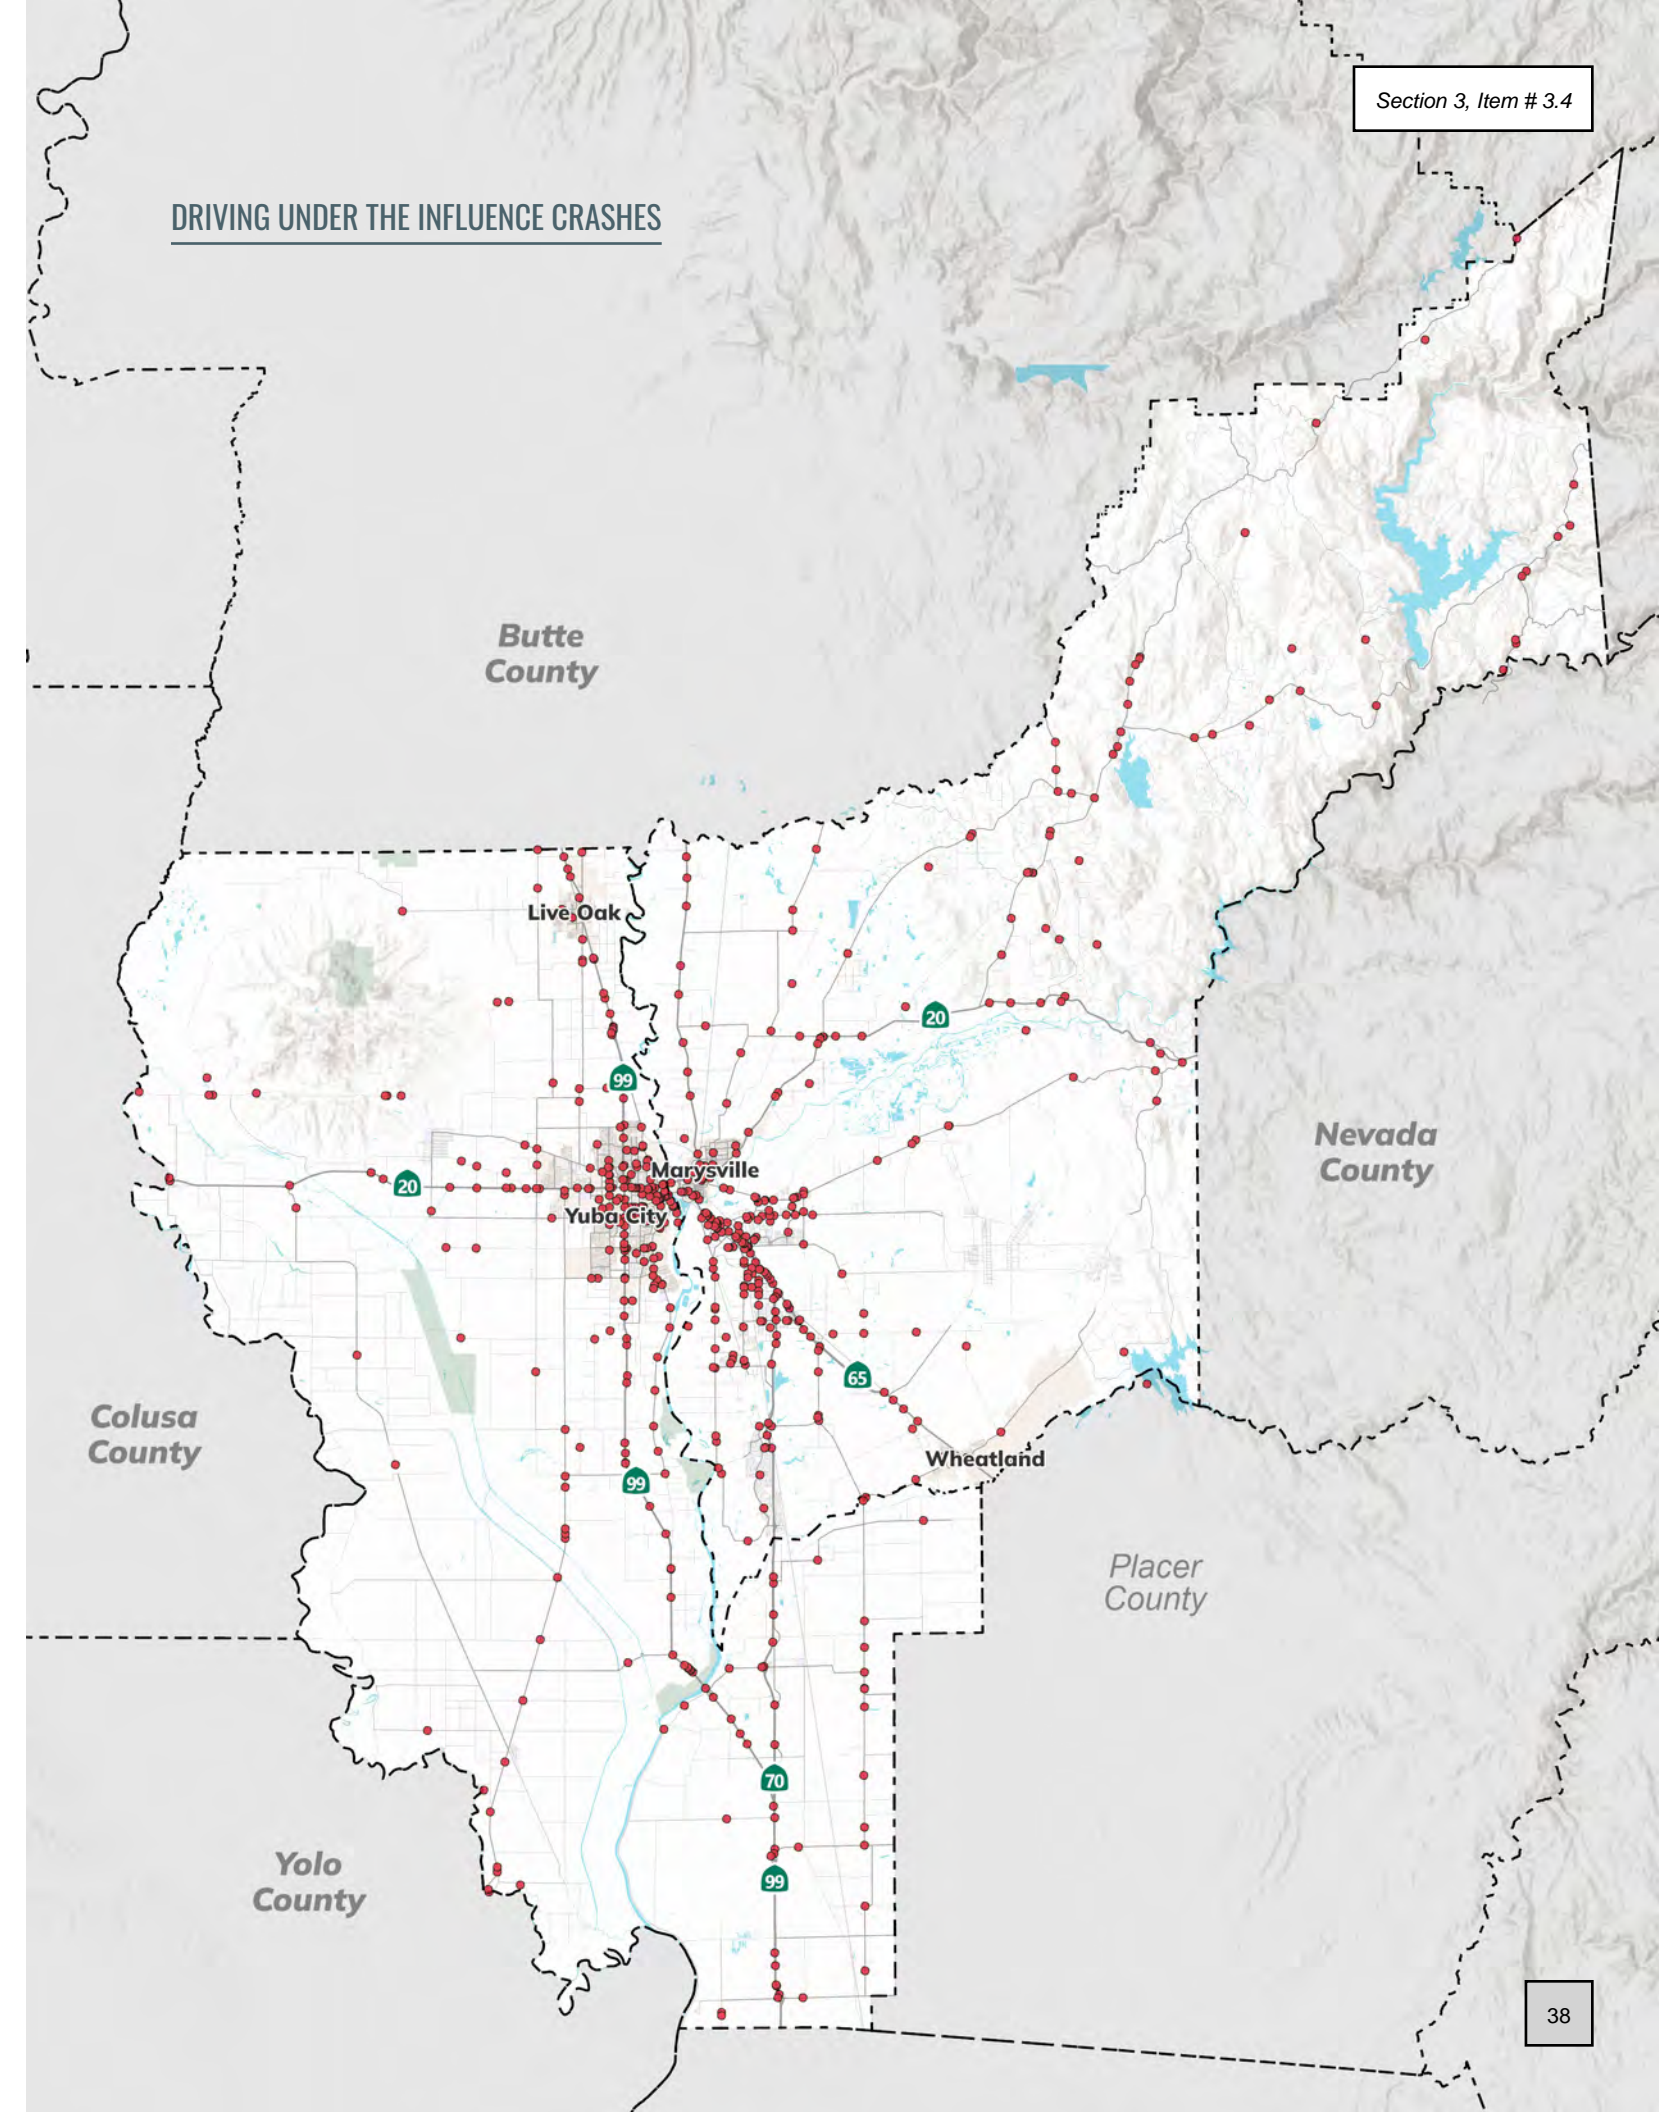 Section 3, Item # 3.4
DRIVING UNDER THE INFLUENCE CRASHES
Butte
County
Live Oak
20
99
Nevada
County
Marysville
20
Yuba City
65
Colusa
County
Wheatland
99
Placer
County
70
Yolo
County
99
38